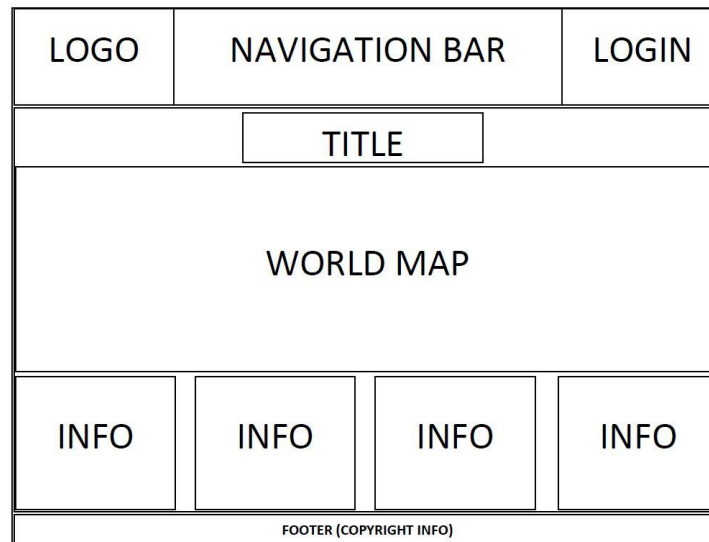 LOGO
NAVIGATION BAR
LOGIN
TITLE
WORLD MAP
INFO
INFO
INFO
INFO
FOOTER (COPYRIGHT INFO)